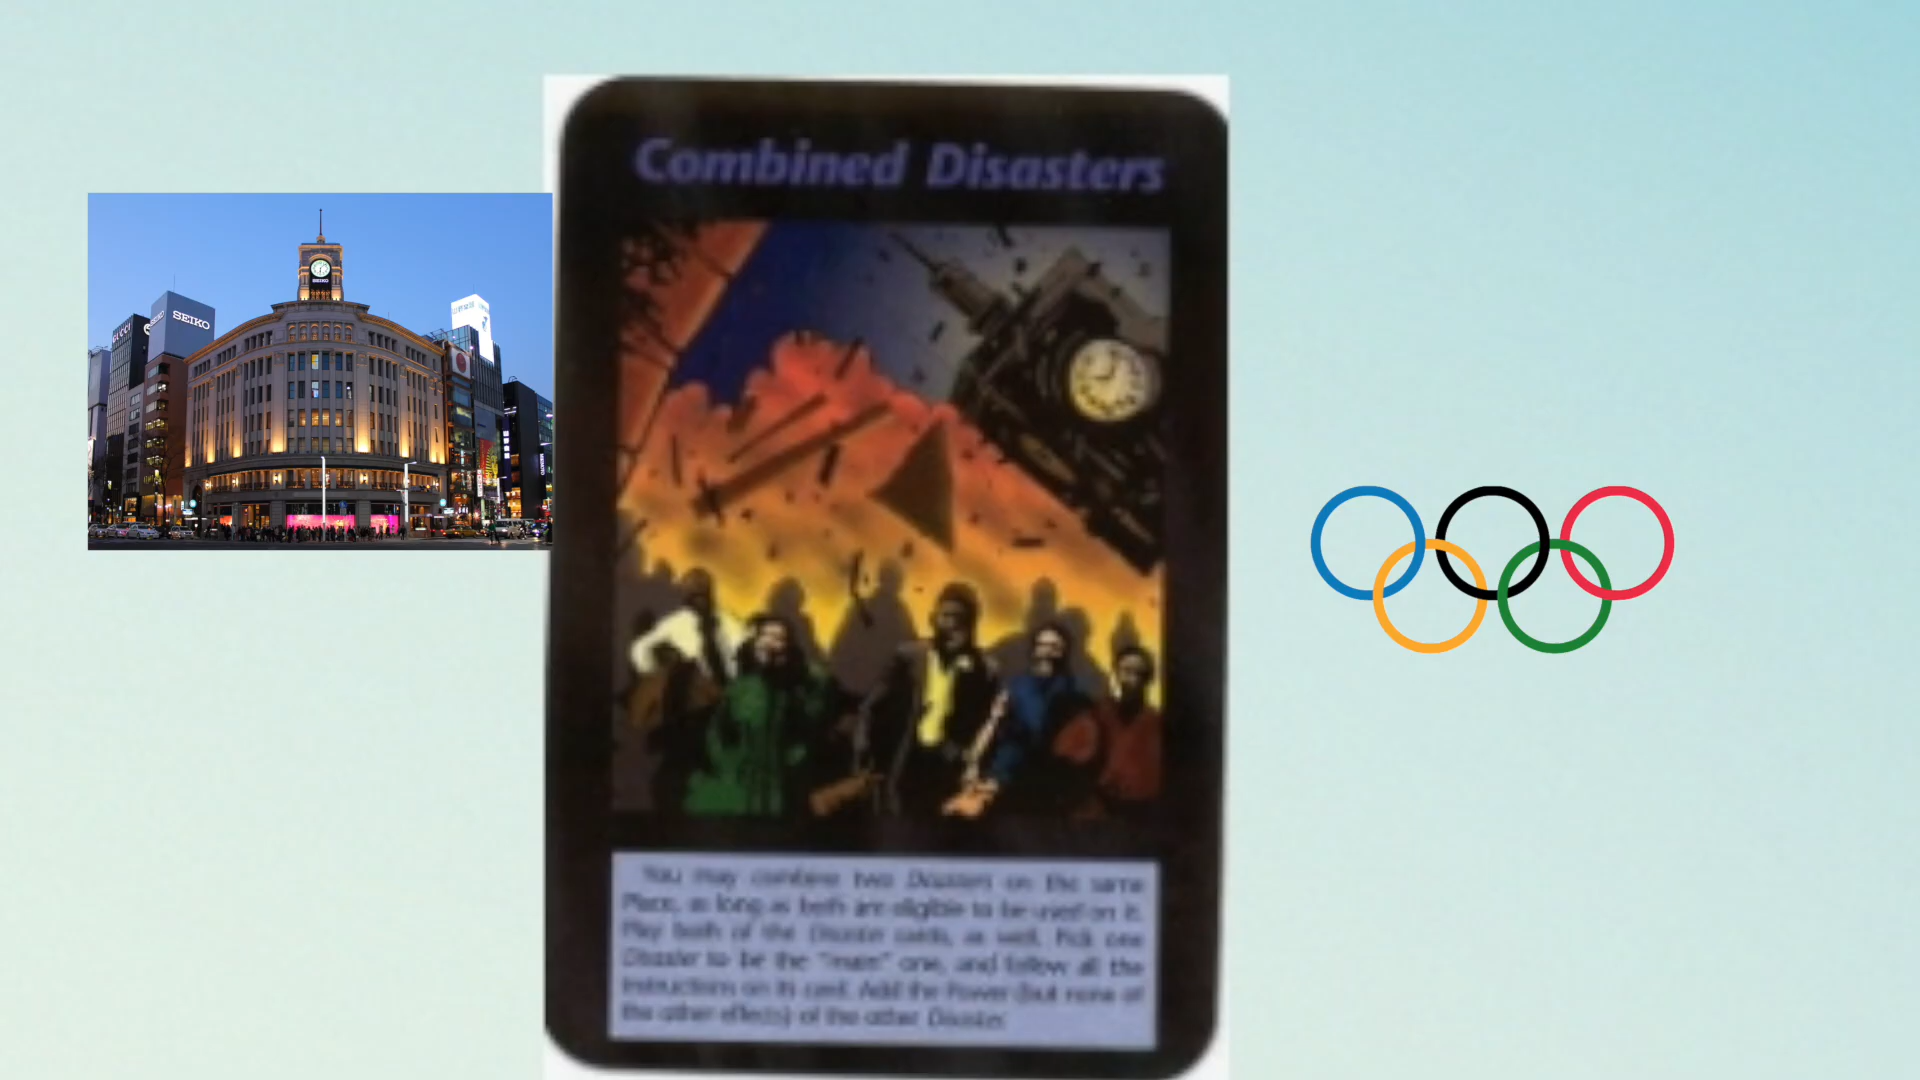 Combined Disasters
SEIKO
GUCCI
SEIKO
SEIKO
You may combine two Disasters on the same
Place, as long as both are eligible to be used on it.
Play both of the Disaster cards, as well. Pick one
Disaster to be the "main" one, and follow all the
instructions on its card. Add the Power (but none of
the other effects) of the other Disaster.